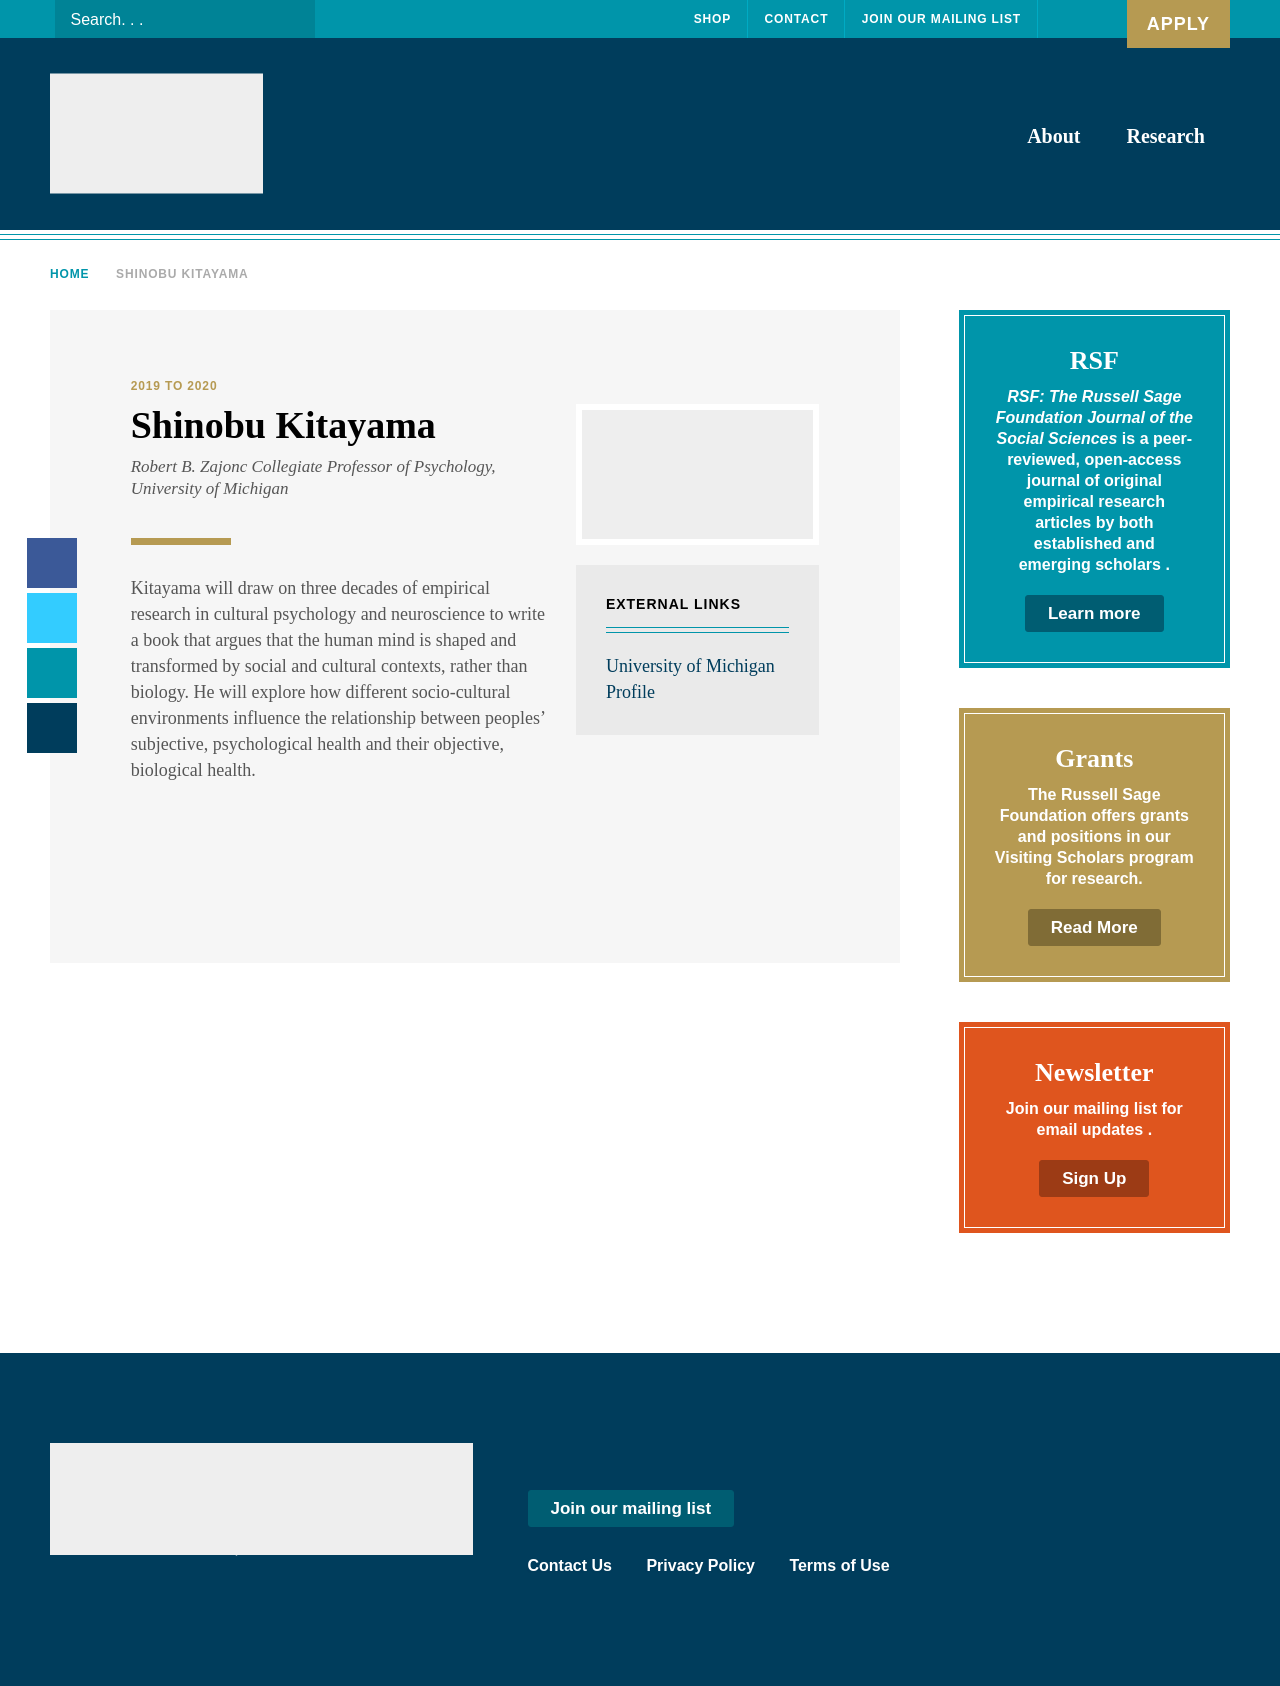 Search. . .
SHOP
CONTACT
JOIN OUR MAILING LIST
APPLY
About
Research
HOME
SHINOBU KITAYAMA
2019 TO 2020
Shinobu Kitayama
Robert B. Zajonc Collegiate Professor of Psychology,
University of Michigan
Kitayama will draw on three decades of empirical
research in cultural psychology and neuroscience to write
a book that argues that the human mind is shaped and
transformed by social and cultural contexts, rather than
biology. He will explore how different socio-cultural
environments influence the relationship between peoples’
subjective, psychological health and their objective,
biological health.
EXTERNAL LINKS
University of Michigan
Profile
RSF
RSF: The Russell Sage
Foundation Journal of the
Social Sciences is a peer-
reviewed, open-access
journal of original
empirical research
articles by both
established and
emerging scholars .
Learn more
Grants
The Russell Sage
Foundation offers grants
and positions in our
Visiting Scholars program
for research.
Read More
Newsletter
Join our mailing list for
email updates .
Sign Up
Join our mailing list
Contact Us
Privacy Policy
Terms of Use